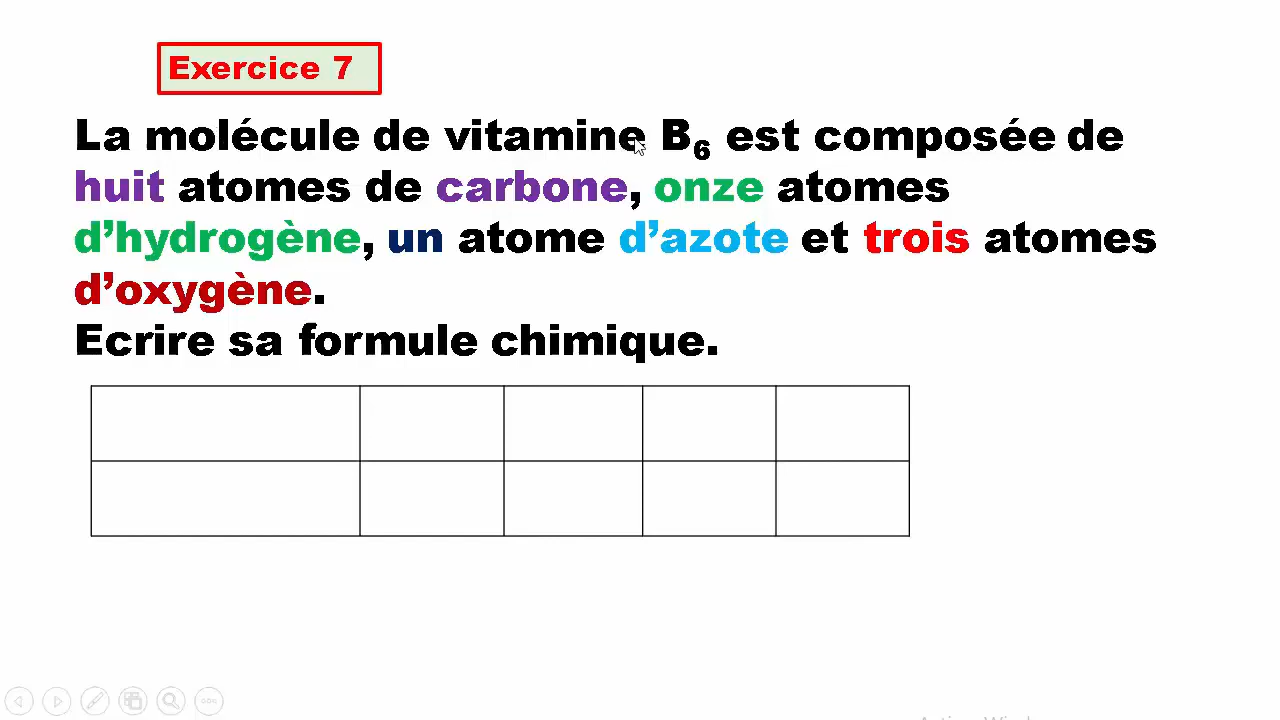 Exercice 7
La molécule de vitamine B₆ est composée de
huit atomes de carbone, onze atomes
d’hydrogène, un atome d’azote et trois atomes
d’oxygène.
Ecrire sa formule chimique.